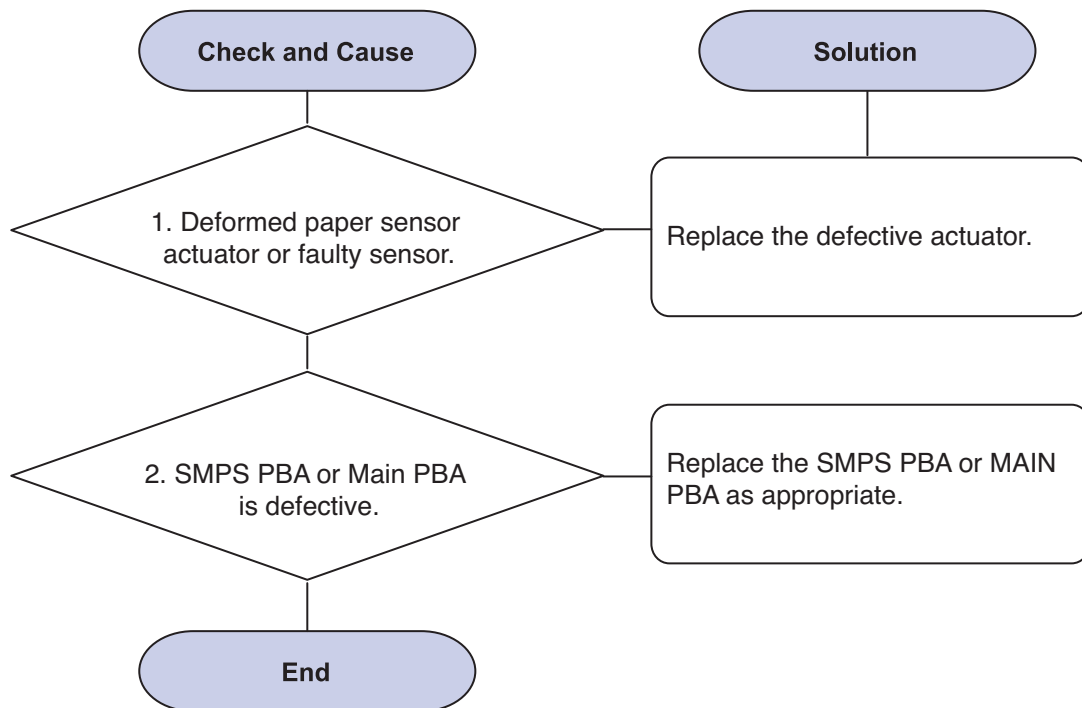 Check and Cause
Solution
1. Deformed paper sensor
actuator or faulty sensor.
Replace the defective actuator.
2. SMPS PBA or Main PBA
is defective.
Replace the SMPS PBA or MAIN
PBA as appropriate.
End